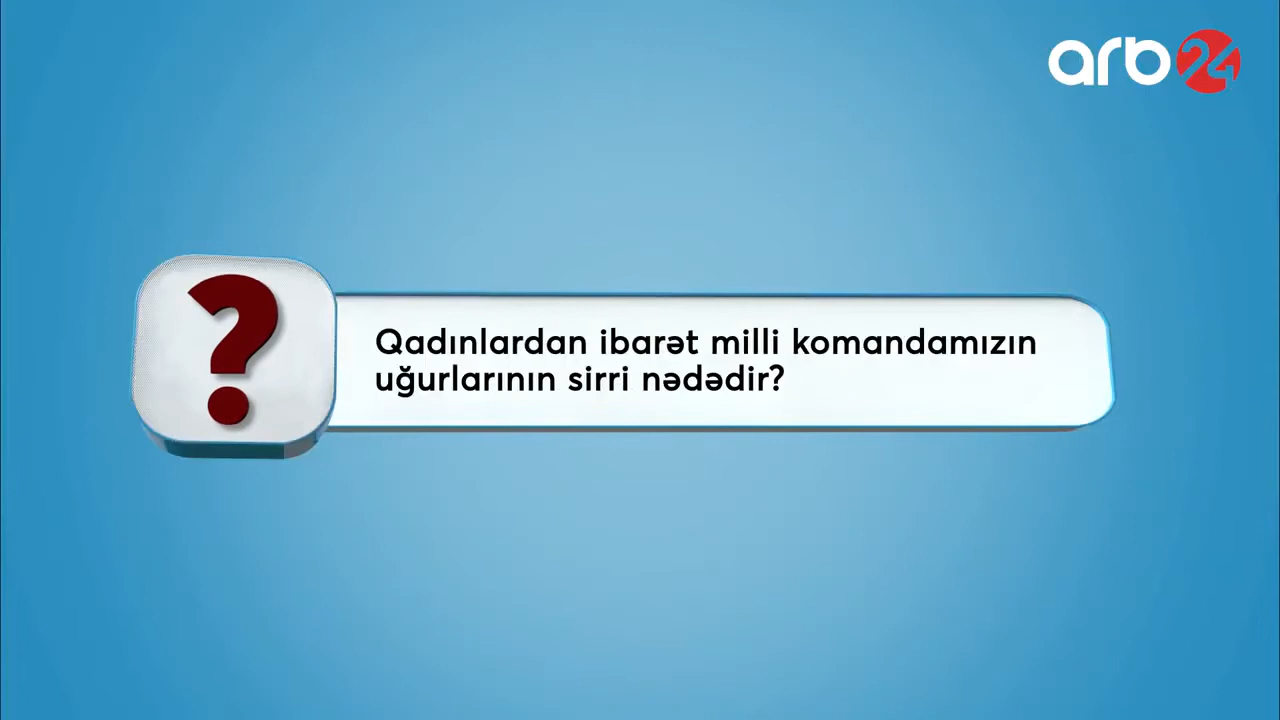 arb24
?
Qadınlardan ibarət milli komandamızın
uğurlarının sirri nədədir?